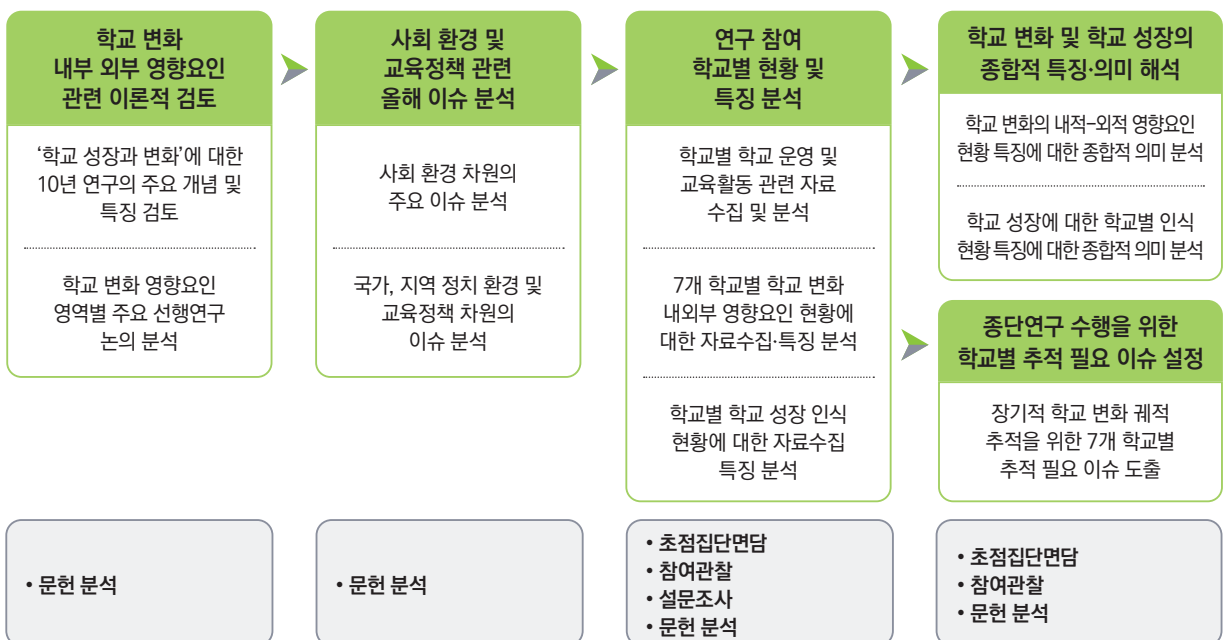 학교 변화
내부 외부 영향요인
관련 이론적 검토
‘학교 성장과 변화’에 대한
10년 연구의 주요 개념 및
특징 검토
학교 변화 영향요인
영역별 주요 선행연구
논의 분석
사회 환경 및
교육정책 관련
올해 이슈 분석
사회 환경 차원의
주요 이슈 분석
국가, 지역 정치 환경 및
교육정책 차원의
이슈 분석
연구 참여
학교별 현황 및
특징 분석
학교별 학교 운영 및
교육활동 관련 자료
수집 및 분석
7개 학교별 학교 변화
내외부 영향요인 현황에
대한 자료수집·특징 분석
학교별 학교 성장 인식
현황에 대한 자료수집
특징 분석
학교 변화 및 학교 성장의
종합적 특징·의미 해석
학교 변화의 내적-외적 영향요인
현황 특징에 대한 종합적 의미 분석
학교 성장에 대한 학교별 인식
현황 특징에 대한 종합적 의미 분석
종단연구 수행을 위한
학교별 추적 필요 이슈 설정
장기적 학교 변화 궤적
추적을 위한 7개 학교별
추적 필요 이슈 도출
• 문헌 분석
• 문헌 분석
• 초점집단면담
• 참여관찰
• 설문조사
• 문헌 분석
• 초점집단면담
• 참여관찰
• 문헌 분석